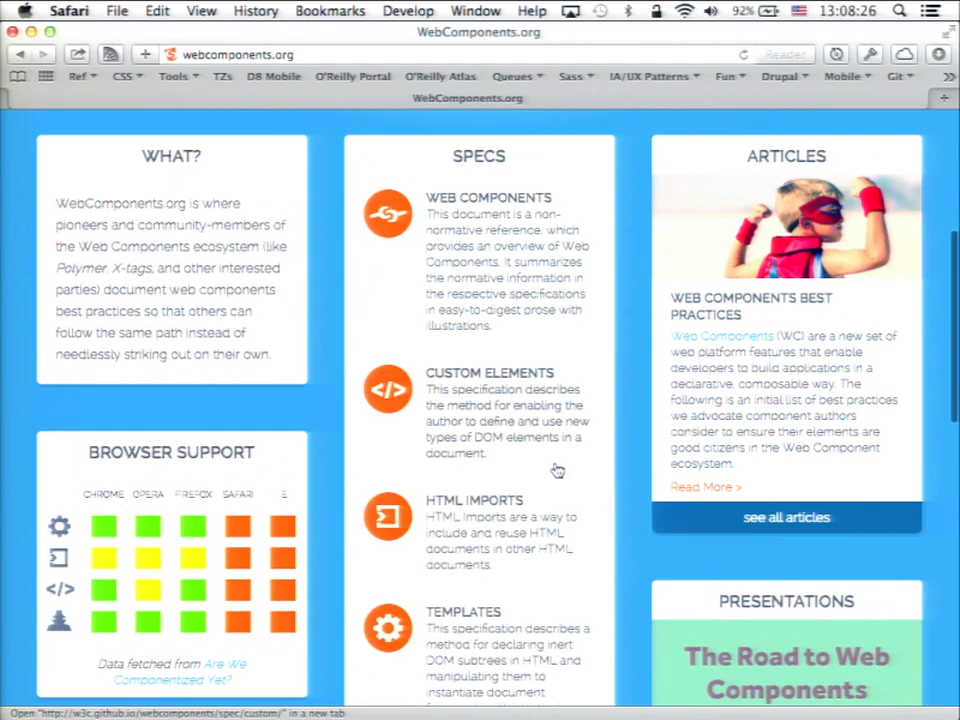 Safari File Edit View History Bookmarks Develop Window Help 92% 13:08:26
WebComponents.org
webcomponents.org Reader
Ref CSS Tools TZs D8 Mobile O'Reilly Portal O'Reilly Atlas Queues Sass IA/UX Patterns Fun Drupal Mobile Git
WebComponents.org
WHAT?
WebComponents.org is where
pioneers and community-members of
the Web Components ecosystem (like
Polymer, X-tags, and other interested
parties) document web components
best practices so that others can
follow the same path instead of
needlessly striking out on their own.
BROWSER SUPPORT
CHROME OPERA FIREFOX SAFARI IE
Data fetched from Are We
Componentized Yet?
SPECS
WEB COMPONENTS
This document is a non-
normative reference, which
provides an overview of Web
Components. It summarizes
the normative information in
the respective specifications
in easy-to-digest prose with
illustrations.
CUSTOM ELEMENTS
This specification describes
the method for enabling the
author to define and use new
types of DOM elements in a
document.
HTML IMPORTS
HTML Imports are a way to
include and reuse HTML
documents in other HTML
documents.
TEMPLATES
This specification describes a
method for declaring inert
DOM subtrees in HTML and
manipulating them to
instantiate document
ARTICLES
WEB COMPONENTS BEST
PRACTICES
Web Components (WC) are a new set of
web platform features that enable
developers to build applications in a
declarative, composable way. The
following is an initial list of best practices
we advocate component authors
consider to ensure their elements are
good citizens in the Web Component
ecosystem.
Read More >
see all articles
PRESENTATIONS
The Road to Web
Components
Open "http://w3c.github.io/webcomponents/spec/custom/" in a new tab